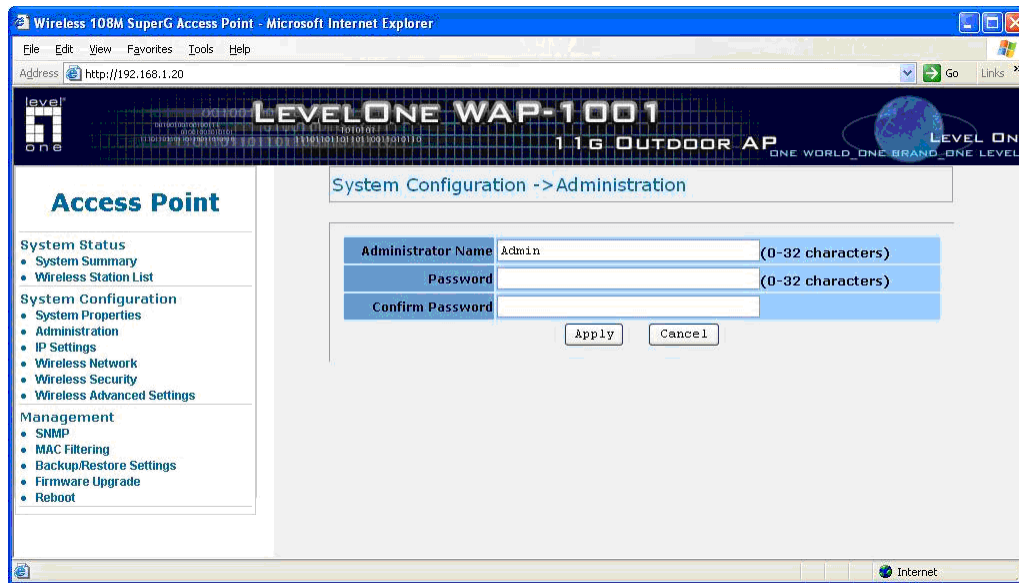 Wireless 108M SuperG Access Point - Microsoft Internet Explorer
File Edit View Favorites Tools Help
Address http://192.168.1.20 Go Links »
level one
LEVELONE WAP-1001
11G OUTDOOR AP
LEVEL ON
ONE WORLD_ONE BRAND_ONE LEVEL
Access Point
System Status
System Summary
Wireless Station List
System Configuration
System Properties
Administration
IP Settings
Wireless Network
Wireless Security
Wireless Advanced Settings
Management
SNMP
MAC Filtering
Backup/Restore Settings
Firmware Upgrade
Reboot
System Configuration ->Administration
Administrator Name Admin (0-32 characters)
Password (0-32 characters)
Confirm Password
Apply Cancel
Internet